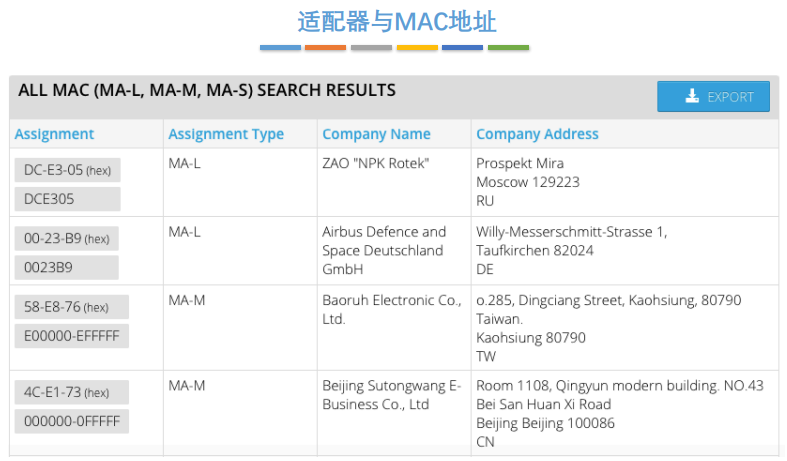 适配器与MAC地址
ALL MAC (MA-L, MA-M, MA-S) SEARCH RESULTS
EXPORT
Assignment Assignment Type Company Name Company Address
DC-E3-05 (hex)
DCE305
MA-L
ZAO "NPK Rotek"
Prospekt Mira
Moscow 129223
RU
00-23-B9 (hex)
0023B9
MA-L
Airbus Defence and
Space Deutschland
GmbH
Willy-Messerschmitt-Strasse 1,
Taufkirchen 82024
DE
58-E8-76 (hex)
E00000-EFFFFF
MA-M
Baoruh Electronic Co.,
Ltd.
o.285, Dingciang Street, Kaohsiung, 80790
Taiwan.
Kaohsiung 80790
TW
4C-E1-73 (hex)
000000-0FFFFF
MA-M
Beijing Sutongwang E-
Business Co., Ltd
Room 1108, Qingyun modern building. NO.43
Bei San Huan Xi Road
Beijing Beijing 100086
CN